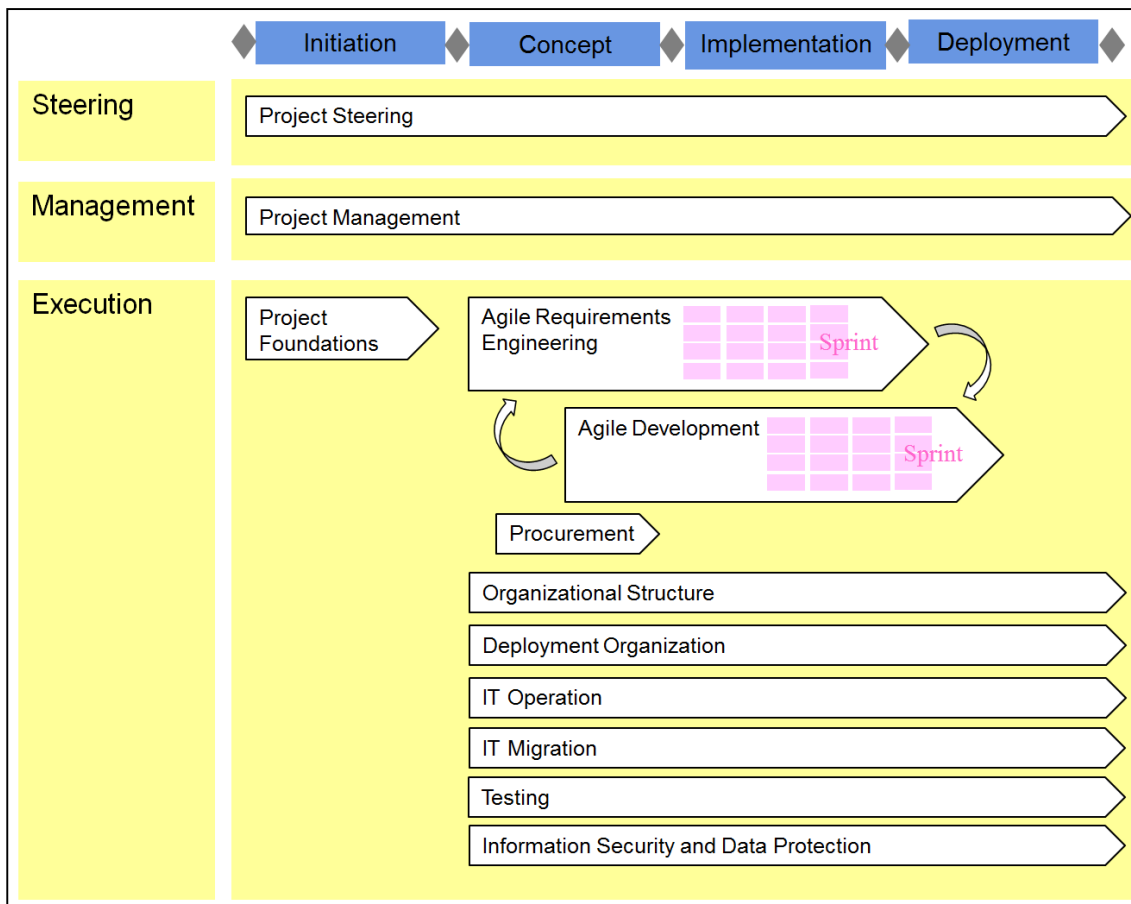 Initiation
Concept
Implementation
Deployment
Steering
Project Steering
Management
Project Management
Execution
Project
Foundations
Agile Requirements
Engineering
Sprint
Agile Development
Sprint
Procurement
Organizational Structure
Deployment Organization
IT Operation
IT Migration
Testing
Information Security and Data Protection